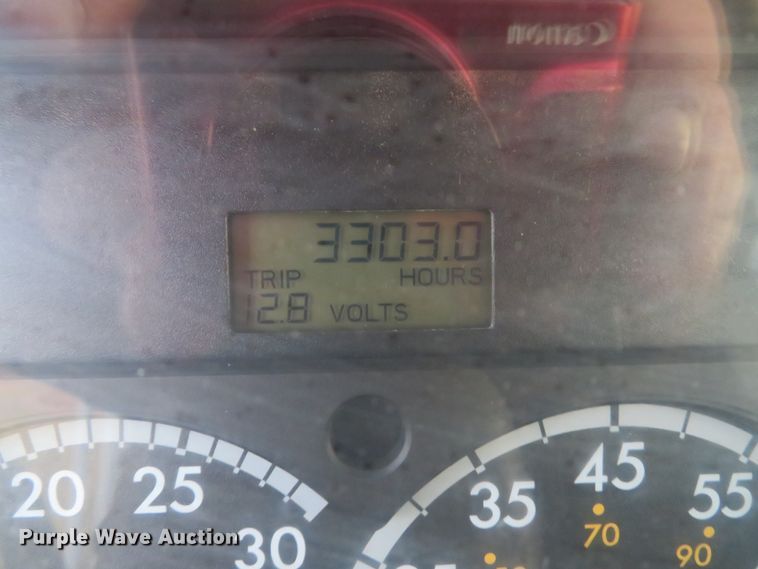 Canon
3303.0
TRIP HOURS
12.8 VOLTS
20 25 30
35 45 55
70 90
Purple Wave Auction